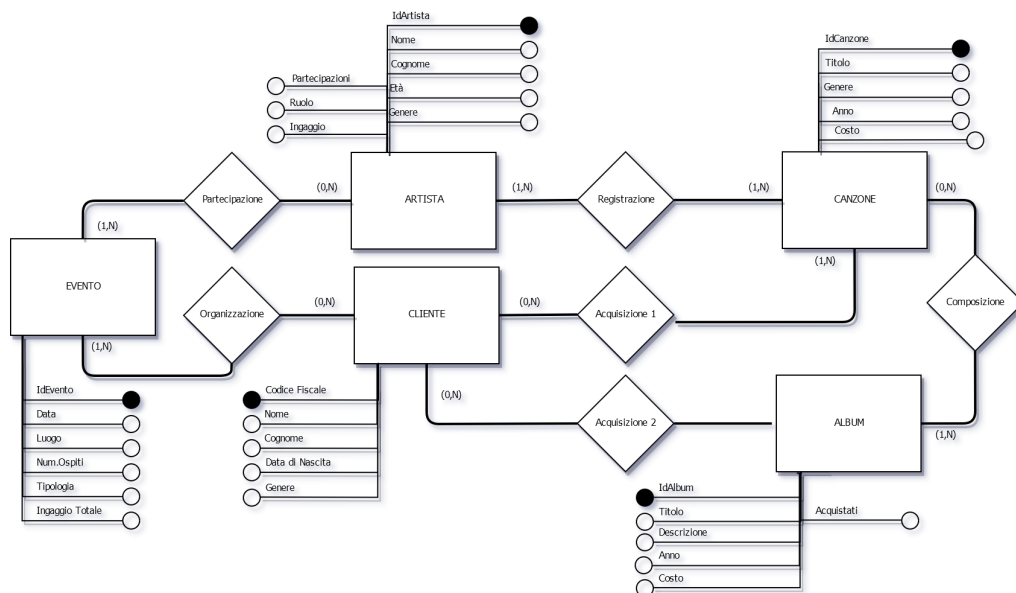 IdArtista
Nome
Cognome
Età
Genere
Partecipazioni
Ruolo
Ingaggio
IdCanzone
Titolo
Genere
Anno
Costo
(0,N)
Partecipazione
ARTISTA
(1,N)
Registrazione
(1,N)
CANZONE
(0,N)
(1,N)
EVENTO
(1,N)
Organizzazione
(0,N)
CLIENTE
(0,N)
Acquisizione 1
(1,N)
Composizione
(0,N)
Acquisizione 2
ALBUM
(1,N)
IdEvento
Data
Luogo
Num.Ospiti
Tipologia
Ingaggio Totale
Codice Fiscale
Nome
Cognome
Data di Nascita
Genere
IdAlbum
Titolo
Descrizione
Anno
Costo
Acquistati